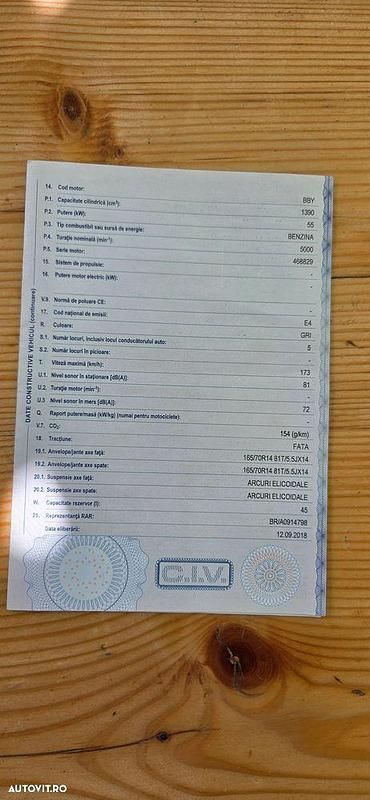 DATE CONSTRUCTIVE VEHICUL (continuare)
14. Cod motor: BBY
P.1. Capacitate cilindrică (cm³): 1390
P.2. Putere (kW): 55
P.3. Tip combustibil sau sursă de energie: BENZINA
P.4. Turație nominală (min⁻¹): 5000
P.5. Serie motor: 468829
15. Sistem de propulsie: -
16. Putere motor electric (kW): -
V.9. Normă de poluare CE: -
17. Cod național de emisii: E4
R. Culoare: GRI
S.1. Număr locuri, inclusiv locul conducătorului auto: 5
S.2. Număr locuri în picioare: -
T. Viteză maximă (km/h): 173
U.1. Nivel sonor în staționare [dB(A)]: 81
U.2. Turație motor (min⁻¹): -
U.3 Nivel sonor în mers [dB(A)]: 72
Q. Raport putere/masă (kW/kg) (numai pentru motociclete): -
V.7. CO₂: 154 (g/km)
18. Tracțiune: FATA
19.1. Anvelope/jante axe față: 165/70R14 81T/5.5JX14
19.2. Anvelope/jante axe spate: 165/70R14 81T/5.5JX14
20.1. Suspensie axe față: ARCURI ELICOIDALE
20.2. Suspensie axe spate: ARCURI ELICOIDALE
W. Capacitate rezervor (l): 45
21. Reprezentanță RAR: BR/A0914798
Data eliberării: 12.09.2018
C.I.V.
AUTOVIT.RO